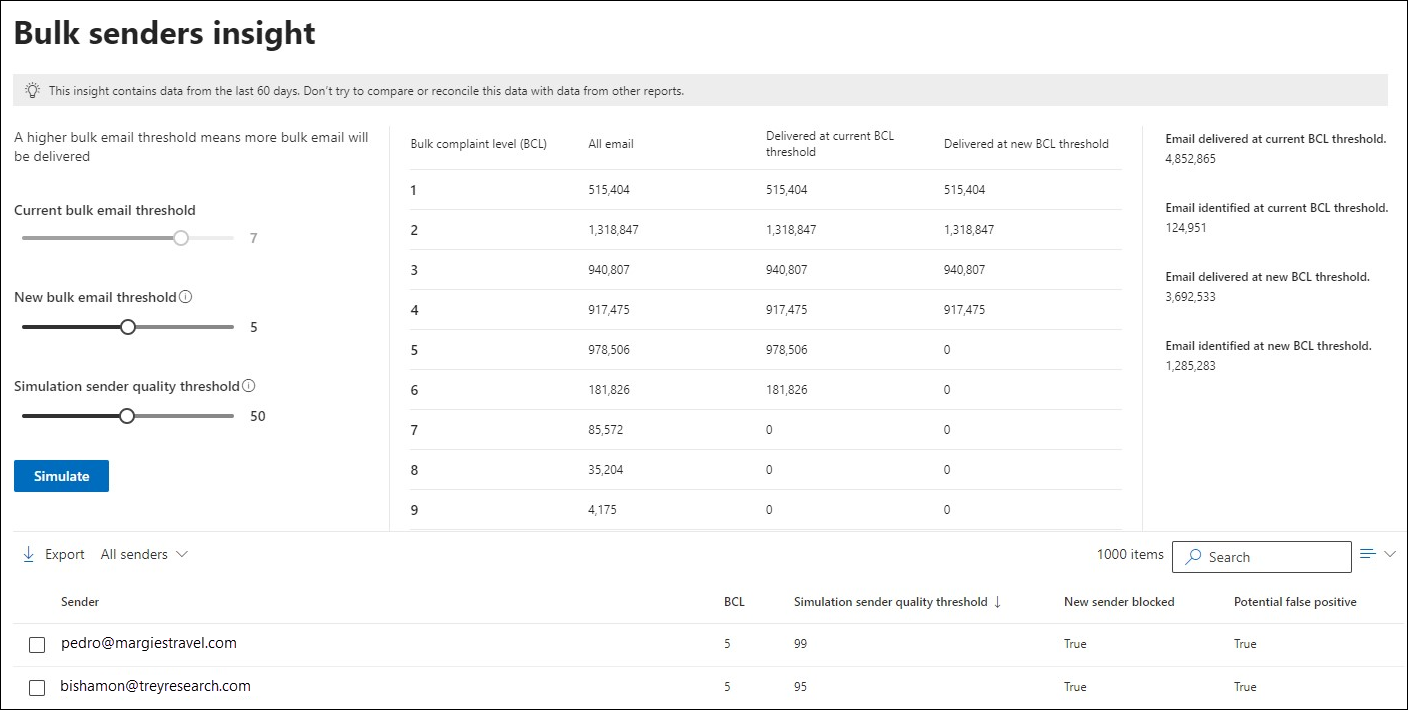 Bulk senders insight
This insight contains data from the last 60 days. Don't try to compare or reconcile this data with data from other reports.
A higher bulk email threshold means more bulk email will
be delivered
Current bulk email threshold
7
New bulk email threshold
5
Simulation sender quality threshold
50
Simulate
Bulk complaint level (BCL) All email Delivered at current BCL
threshold Delivered at new BCL threshold
1 515,404 515,404 515,404
2 1,318,847 1,318,847 1,318,847
3 940,807 940,807 940,807
4 917,475 917,475 917,475
5 978,506 978,506 0
6 181,826 181,826 0
7 85,572 0 0
8 35,204 0 0
9 4,175 0 0
Email delivered at current BCL threshold.
4,852,865
Email identified at current BCL threshold.
124,951
Email delivered at new BCL threshold.
3,692,533
Email identified at new BCL threshold.
1,285,283
Export All senders 1000 items Search
Sender BCL Simulation sender quality threshold ↓ New sender blocked Potential false positive
pedro@margiestravel.com 5 99 True True
bishamon@treyresearch.com 5 95 True True